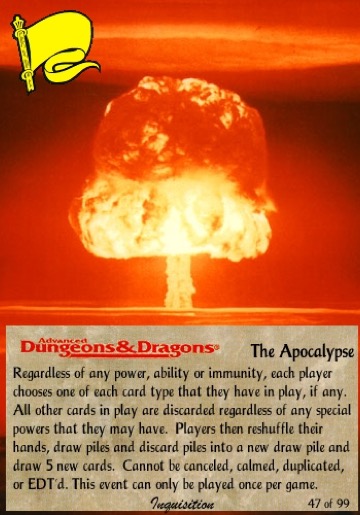 Advanced
Dungeons&Dragons®
The Apocalypse
Regardless of any power, ability or immunity, each player
chooses one of each card type that they have in play, if any.
All other cards in play are discarded regardless of any special
powers that they may have. Players then reshuffle their
hands, draw piles and discard piles into a new draw pile and
draw 5 new cards. Cannot be canceled, calmed, duplicated,
or EDT'd. This event can only be played once per game.
Inquisition
47 of 99